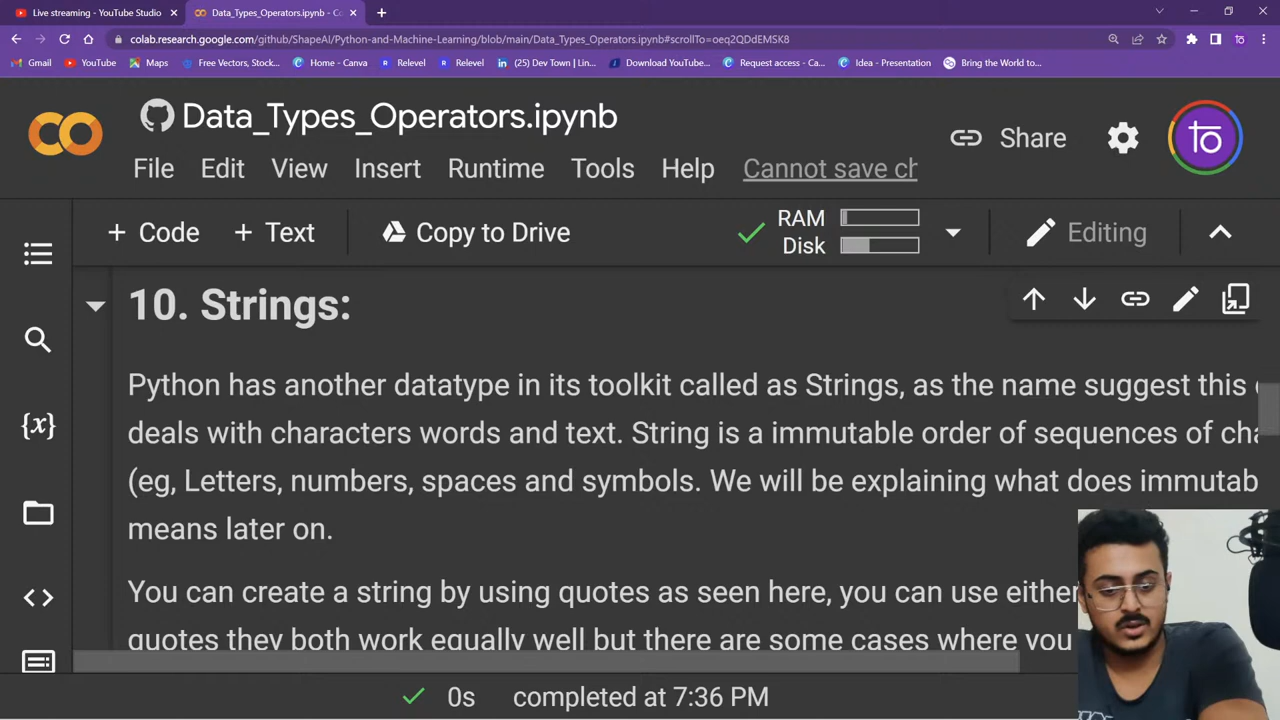 Live streaming - YouTube Studio
Data_Types_Operators.ipynb - Co
colab.research.google.com/github/ShapeAI/Python-and-Machine-Learning/blob/main/Data_Types_Operators.ipynb#scrollTo=oeq2QDdEMSK8
Gmail YouTube Maps Free Vectors, Stock... Home - Canva Relevel Relevel (25) Dev Town | Lin... Download YouTube... Request access - Ca... Idea - Presentation Bring the World to...
Data_Types_Operators.ipynb
Share
to
File Edit View Insert Runtime Tools Help Cannot save ch
+ Code + Text Copy to Drive
RAM
Disk
Editing
10. Strings:
Python has another datatype in its toolkit called as Strings, as the name suggest this
deals with characters words and text. String is a immutable order of sequences of cha
(eg, Letters, numbers, spaces and symbols. We will be explaining what does immutab
means later on.
You can create a string by using quotes as seen here, you can use either
quotes they both work equally well but there are some cases where you
{x}
0s completed at 7:36 PM